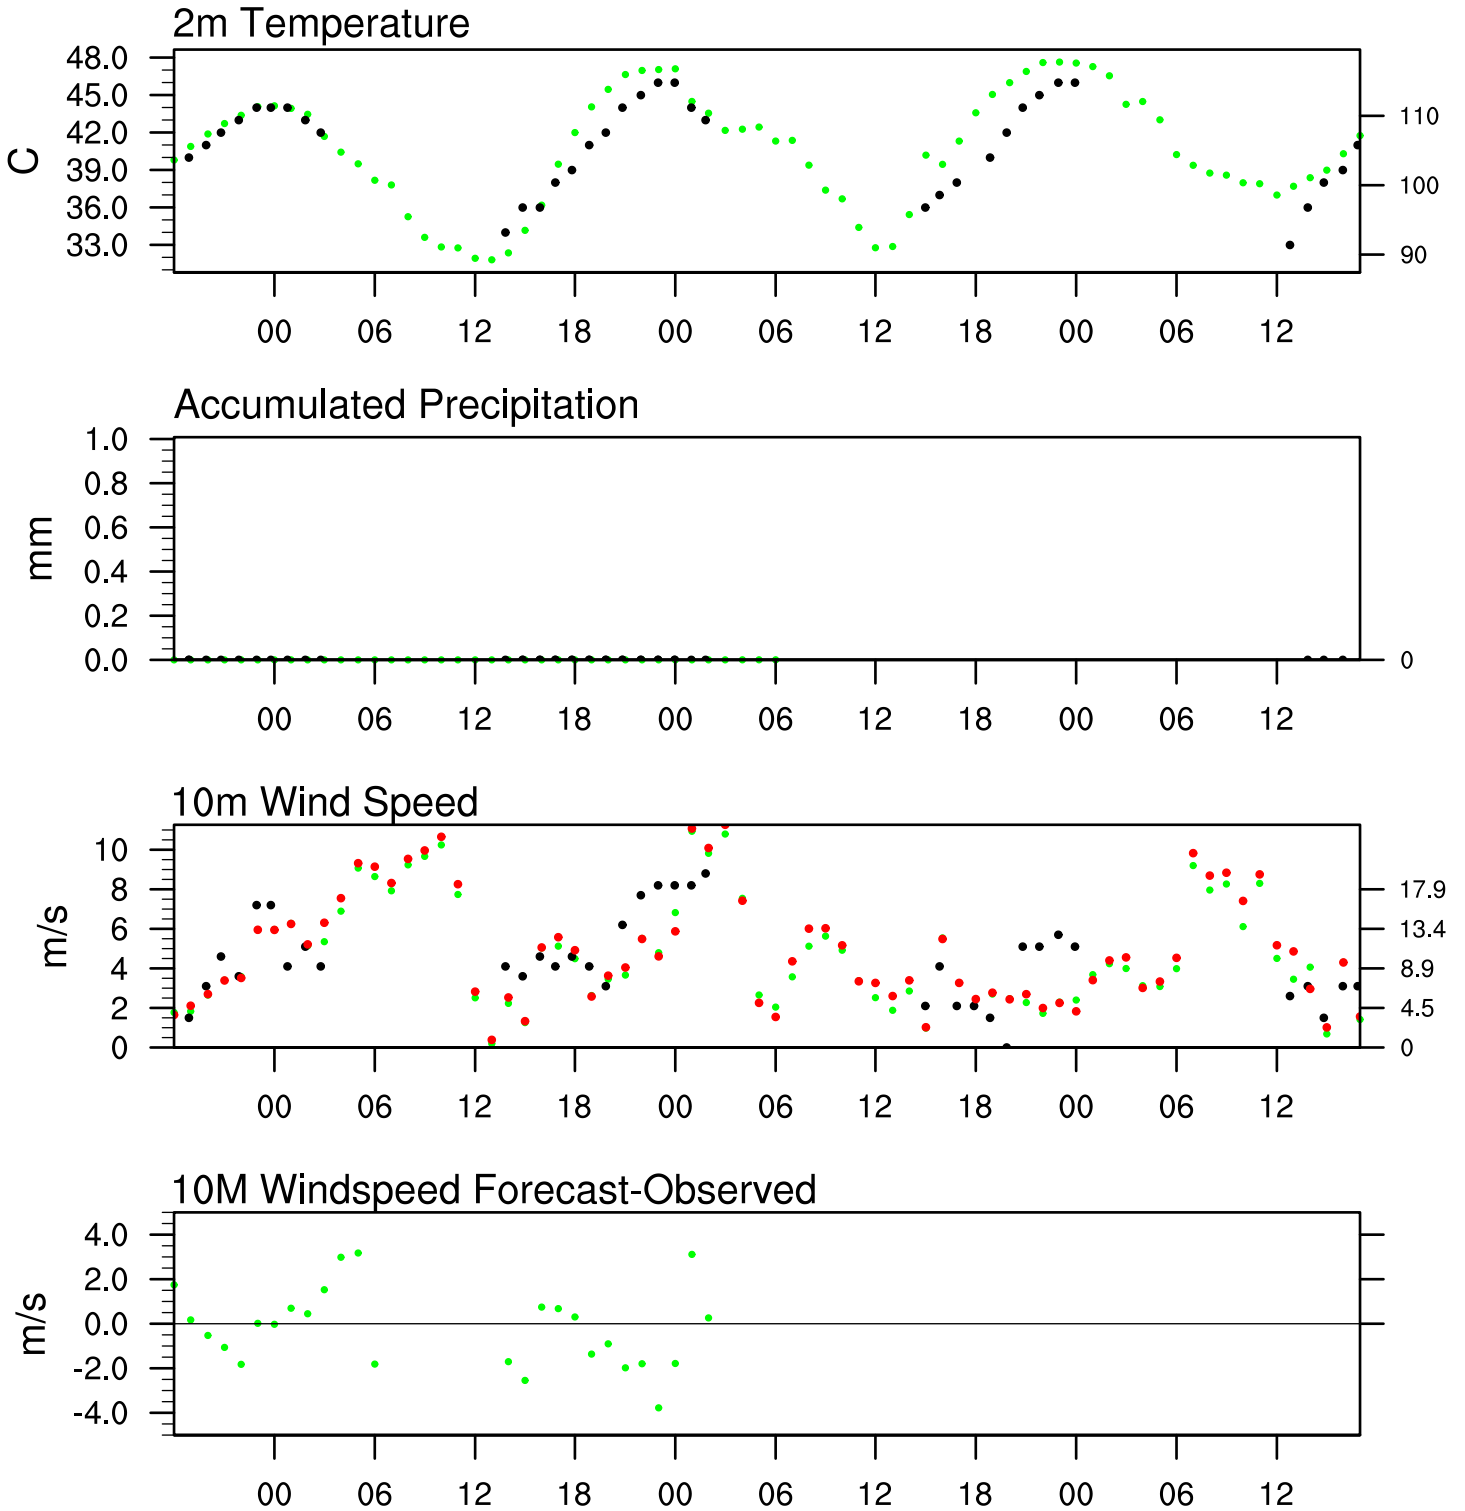 2m Temperature
48.0
45.0
42.0
39.0
36.0
33.0
C
110
100
90
00 06 12 18 00 06 12 18 00 06 12
Accumulated Precipitation
1.0
0.8
0.6
0.4
0.2
0.0
mm
0
00 06 12 18 00 06 12 18 00 06 12
10m Wind Speed
10
8
6
4
2
0
m/s
17.9
13.4
8.9
4.5
0
00 06 12 18 00 06 12 18 00 06 12
10M Windspeed Forecast-Observed
4.0
2.0
0.0
-2.0
-4.0
m/s
00 06 12 18 00 06 12 18 00 06 12